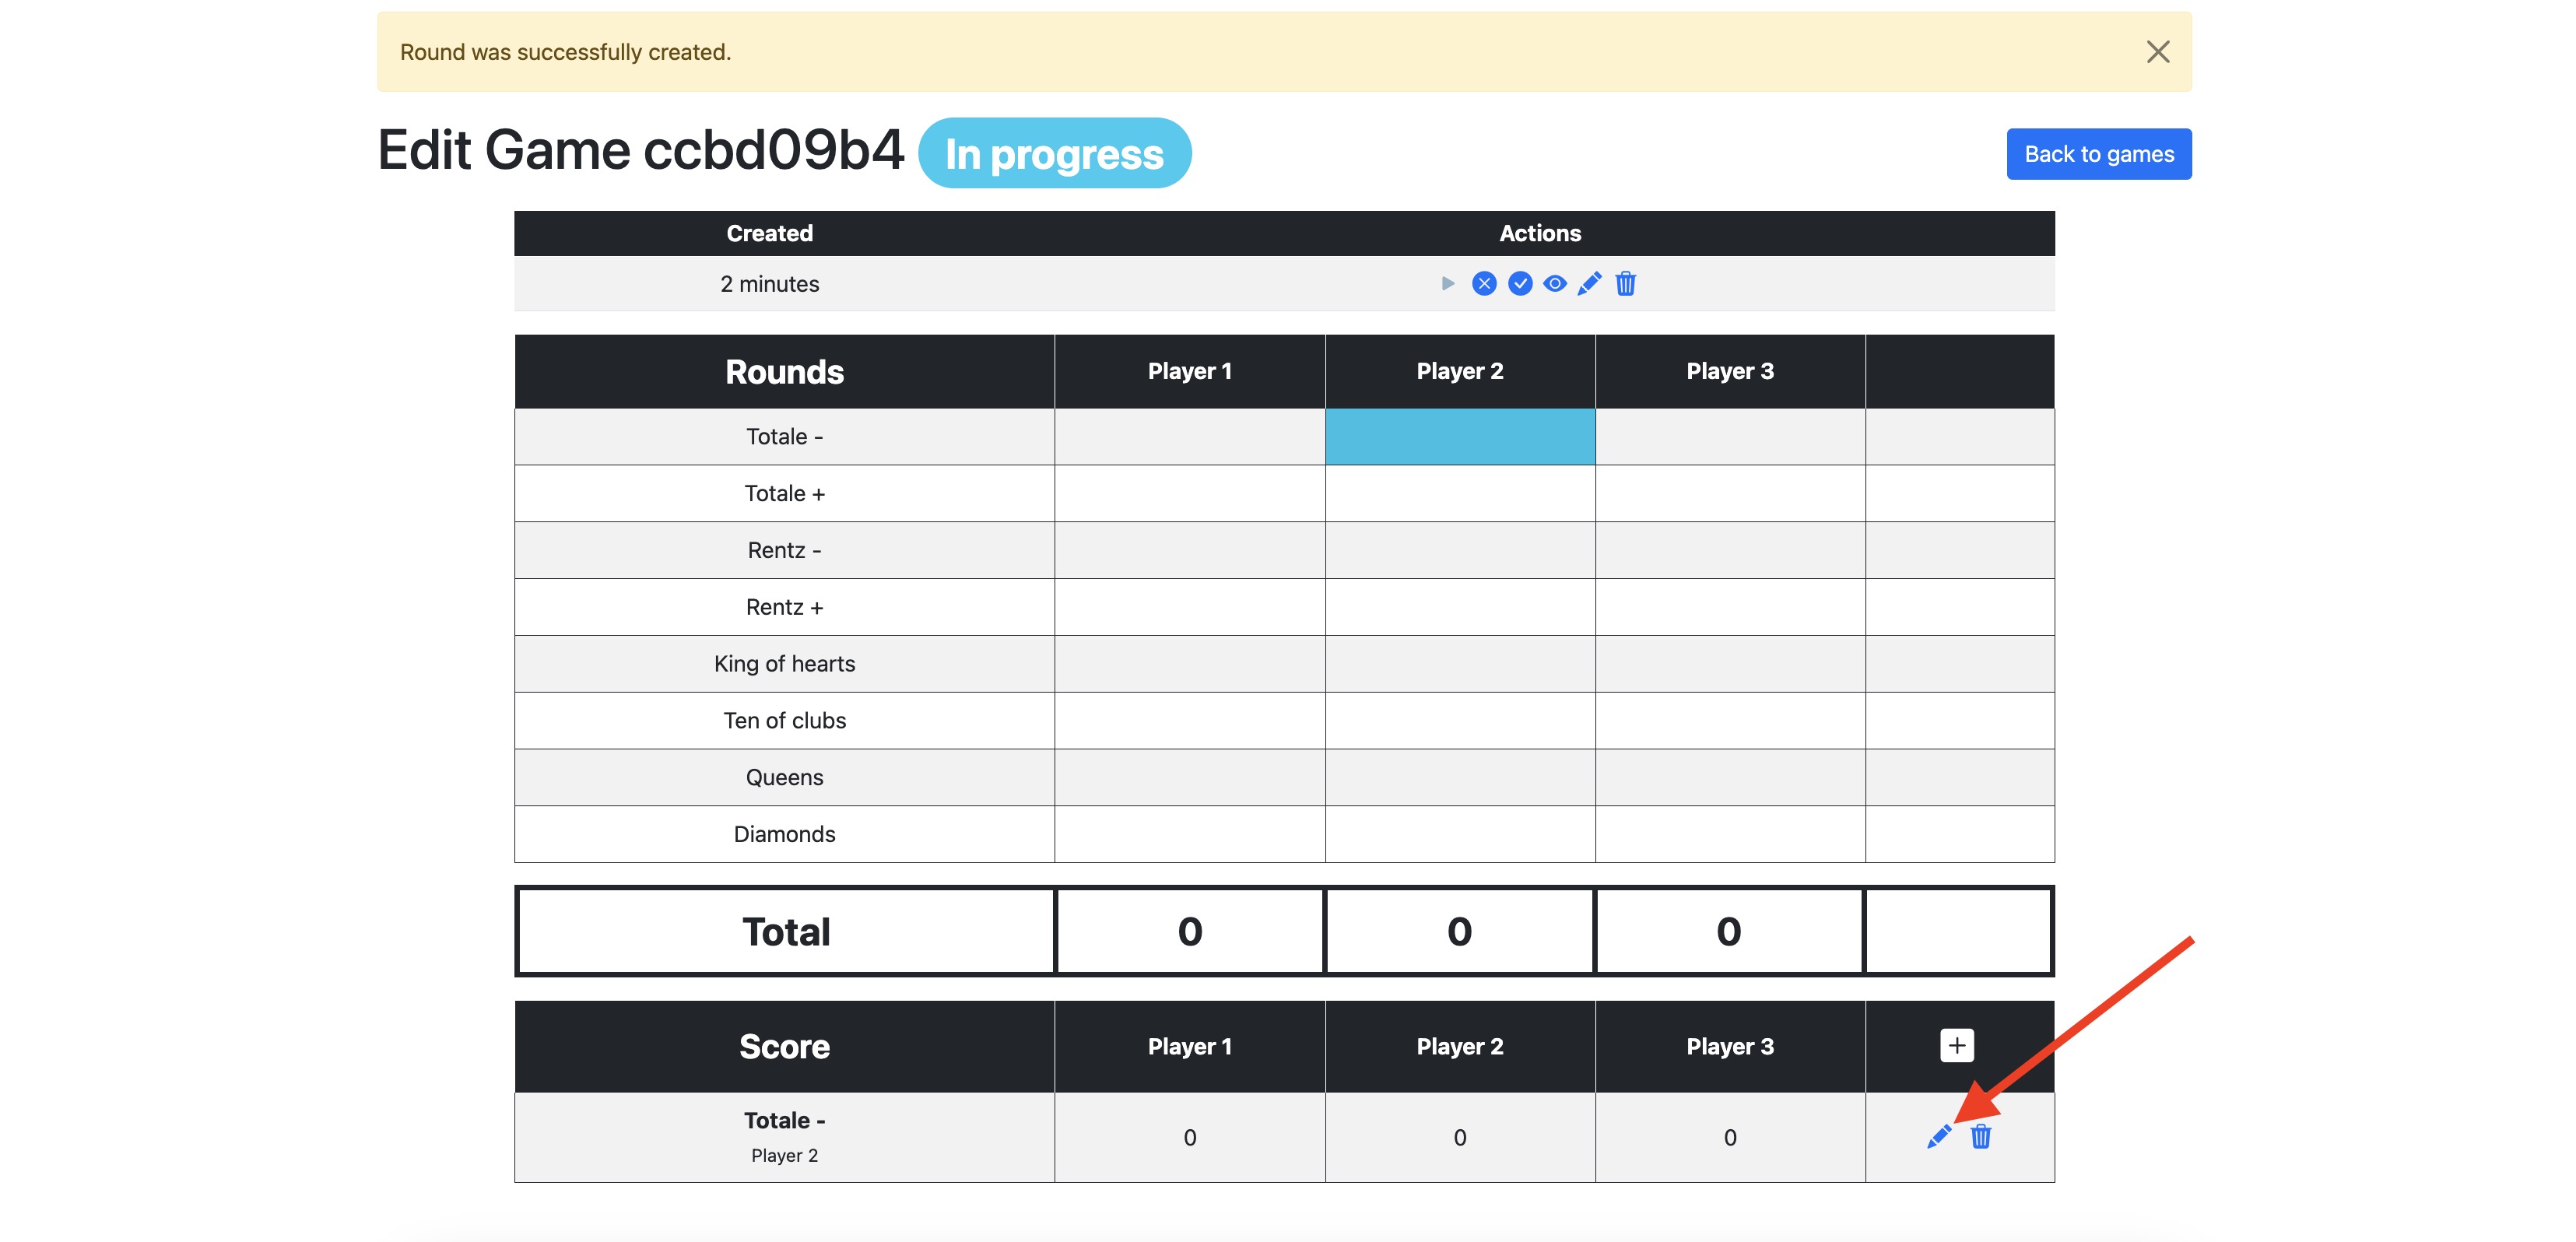 Round was successfully created.
Edit Game ccbd09b4 In progress
Back to games
Created Actions
2 minutes
Rounds Player 1 Player 2 Player 3
Totale -
Totale +
Rentz -
Rentz +
King of hearts
Ten of clubs
Queens
Diamonds
Total 0 0 0
Score Player 1 Player 2 Player 3
Totale - 0 0 0
Player 2